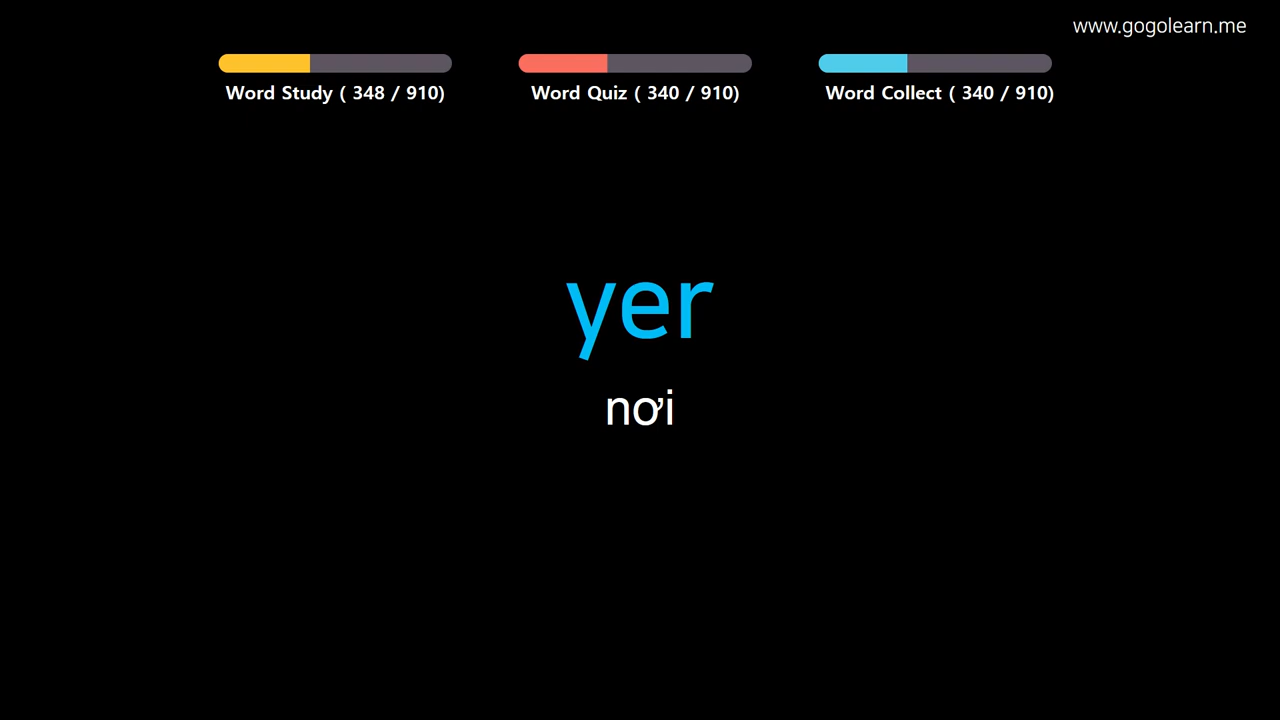 www.gogolearn.me
Word Study ( 348 / 910)
Word Quiz ( 340 / 910)
Word Collect ( 340 / 910)
yer
nơi